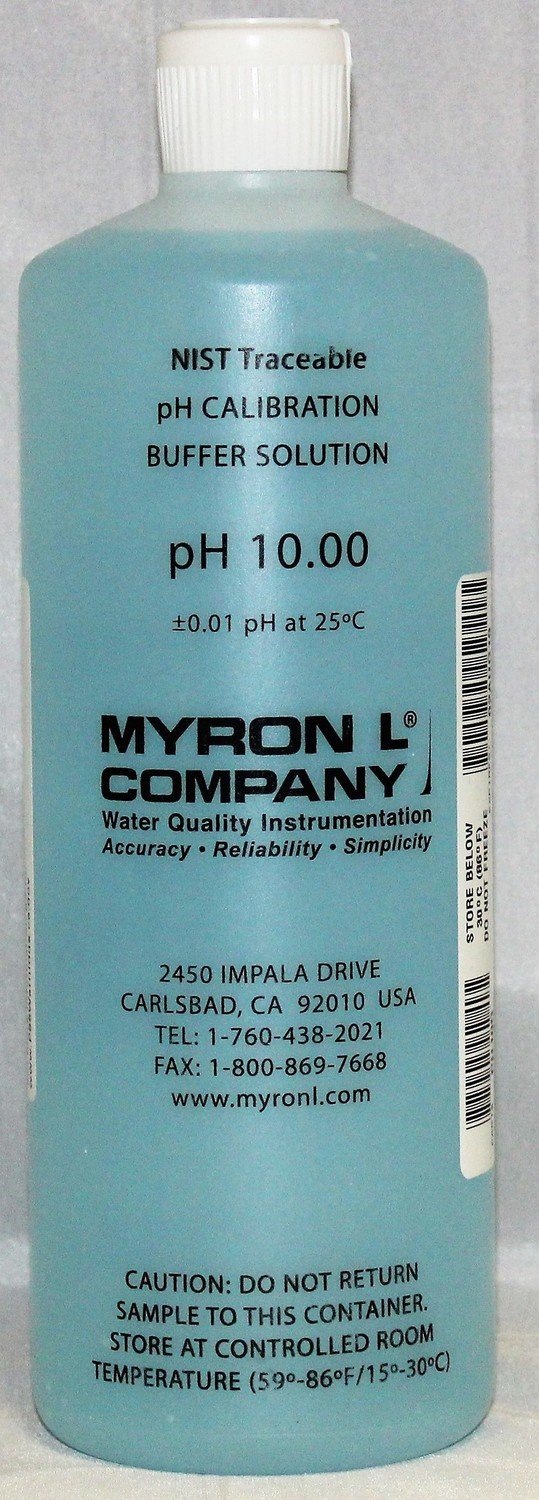 NIST Traceable
pH CALIBRATION
BUFFER SOLUTION
pH 10.00
±0.01 pH at 25ºC
MYRON L®
COMPANY
Water Quality Instrumentation
Accuracy • Reliability • Simplicity
2450 IMPALA DRIVE
CARLSBAD, CA 92010 USA
TEL: 1-760-438-2021
FAX: 1-800-869-7668
www.myronl.com
CAUTION: DO NOT RETURN
SAMPLE TO THIS CONTAINER.
STORE AT CONTROLLED ROOM
TEMPERATURE (59º-86ºF/15º-30ºC)
STORE BELOW
30ºC (86ºF)
DO NOT FREEZE